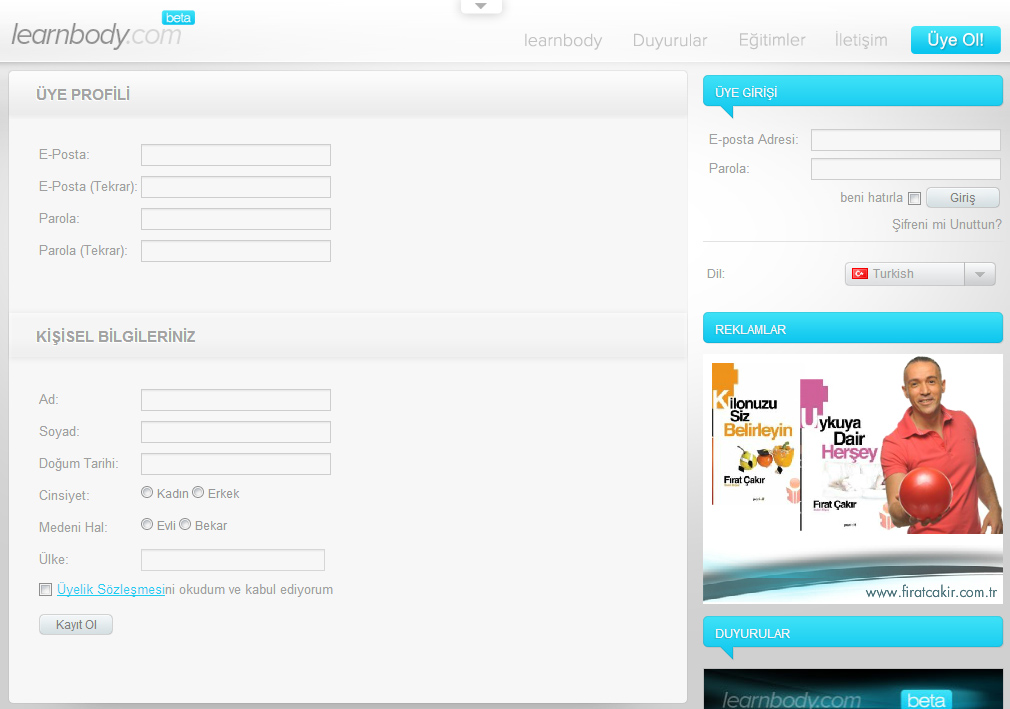 learnbody.com beta
learnbody Duyurular Eğitimler İletişim Üye Ol!
ÜYE PROFİLİ
E-Posta:
E-Posta (Tekrar):
Parola:
Parola (Tekrar):
KİŞİSEL BİLGİLERİNİZ
Ad:
Soyad:
Doğum Tarihi:
Cinsiyet: Kadın Erkek
Medeni Hal: Evli Bekar
Ülke:
Üyelik Sözleşmesini okudum ve kabul ediyorum
Kayıt Ol
ÜYE GİRİŞİ
E-posta Adresi:
Parola:
beni hatırla Giriş
Şifreni mi Unuttun?
Dil: Turkish
REKLAMLAR
Kilonuzu
Siz
Belirleyin
Fırat Çakır
Uykuya
Dair
Herşey
Fırat Çakır
www.firatcakir.com.tr
DUYURULAR
learnbody.com beta